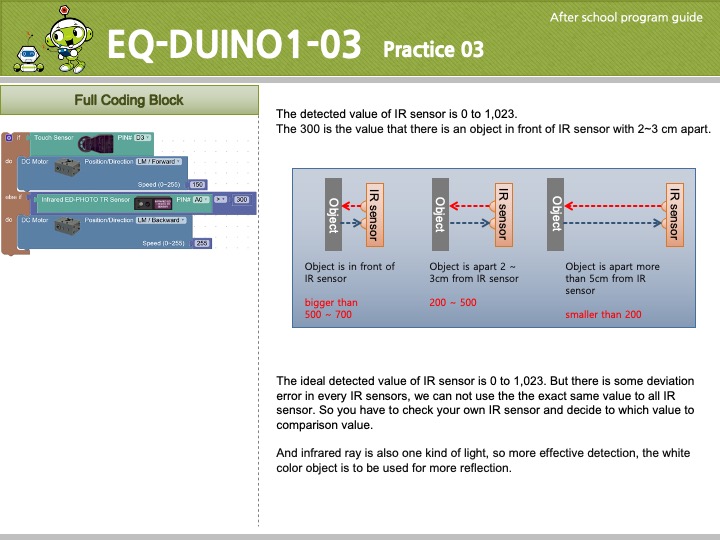 After school program guide
EQ-DUINO1-03 Practice 03
Full Coding Block
if Touch Sensor PIN# D3
do DC Motor Position/Direction LM / Forward
Speed (0~255) 150
else if Infrared ED-PHOTO TR Sensor PIN# A0 > 300
do DC Motor Position/Direction LM / Backward
Speed (0~255) 255
The detected value of IR sensor is 0 to 1,023.
The 300 is the value that there is an object in front of IR sensor with 2~3 cm apart.
Object IR sensor
Object IR sensor
Object IR sensor
Object is in front of
IR sensor
bigger than
500 ~ 700
Object is apart 2 ~
3cm from IR sensor
200 ~ 500
Object is apart more
than 5cm from IR
sensor
smaller than 200
The ideal detected value of IR sensor is 0 to 1,023. But there is some deviation
error in every IR sensors, we can not use the the exact same value to all IR
sensor. So you have to check your own IR sensor and decide to which value to
comparison value.
And infrared ray is also one kind of light, so more effective detection, the white
color object is to be used for more reflection.